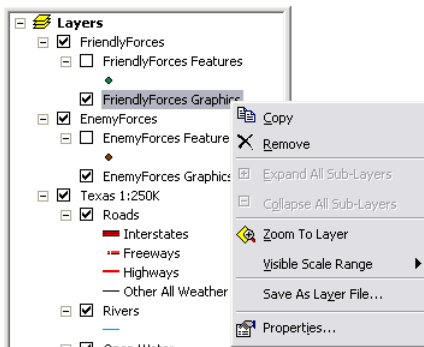 Layers
FriendlyForces
FriendlyForces Features
FriendlyForces Graphics
EnemyForces
EnemyForces Feature
EnemyForces Graphics
Texas 1:250K
Roads
Interstates
Freeways
Highways
Other All Weather
Rivers
Open Water
Copy
Remove
Expand All Sub-Layers
Collapse All Sub-Layers
Zoom To Layer
Visible Scale Range
Save As Layer File...
Properties...